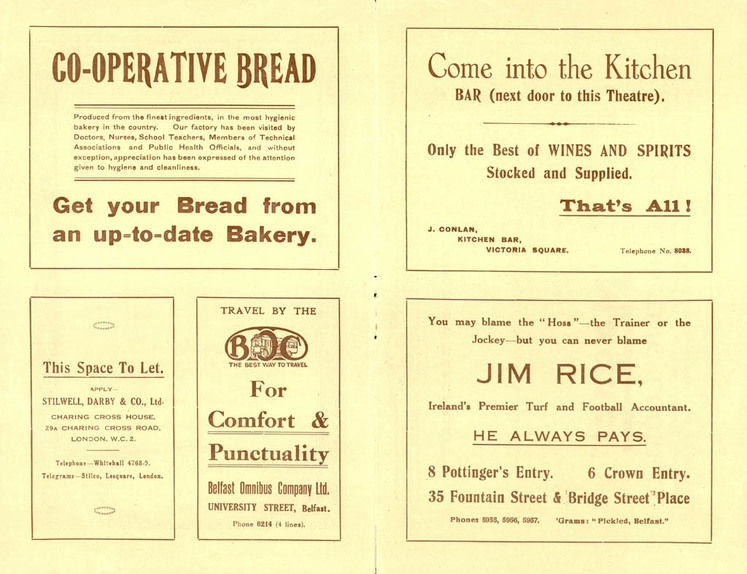 CO-OPERATIVE BREAD
Produced from the finest ingredients, in the most hygienic
bakery in the country. Our factory has been visited by
Doctors, Nurses, School Teachers, Members of Technical
Associations and Public Health Officials, and without
exception, appreciation has been expressed of the attention
given to hygiene and cleanliness.
Get your Bread from
an up-to-date Bakery.
This Space To Let.
APPLY—
STILWELL, DARBY & CO., Ltd.
CHARING CROSS HOUSE,
29A CHARING CROSS ROAD,
LONDON, W.C. 2.
Telephone—Whitehall 4768-9.
Telegrams—Stilco, Lesquare, London.
TRAVEL BY THE
BOC
THE BEST WAY TO TRAVEL
For
Comfort &
Punctuality
Belfast Omnibus Company Ltd.
UNIVERSITY STREET, Belfast.
Phone 6214 (4 lines).
Come into the Kitchen
BAR (next door to this Theatre).
Only the Best of WINES AND SPIRITS
Stocked and Supplied.
That's All!
J. CONLAN,
KITCHEN BAR,
VICTORIA SQUARE.
Telephone No. 8088.
You may blame the "Hoss"—the Trainer or the
Jockey—but you can never blame
JIM RICE,
Ireland's Premier Turf and Football Accountant.
HE ALWAYS PAYS.
8 Pottinger's Entry. 6 Crown Entry.
35 Fountain Street & Bridge Street Place
Phones 5955, 5956, 5957. 'Grams: "Pickled, Belfast."